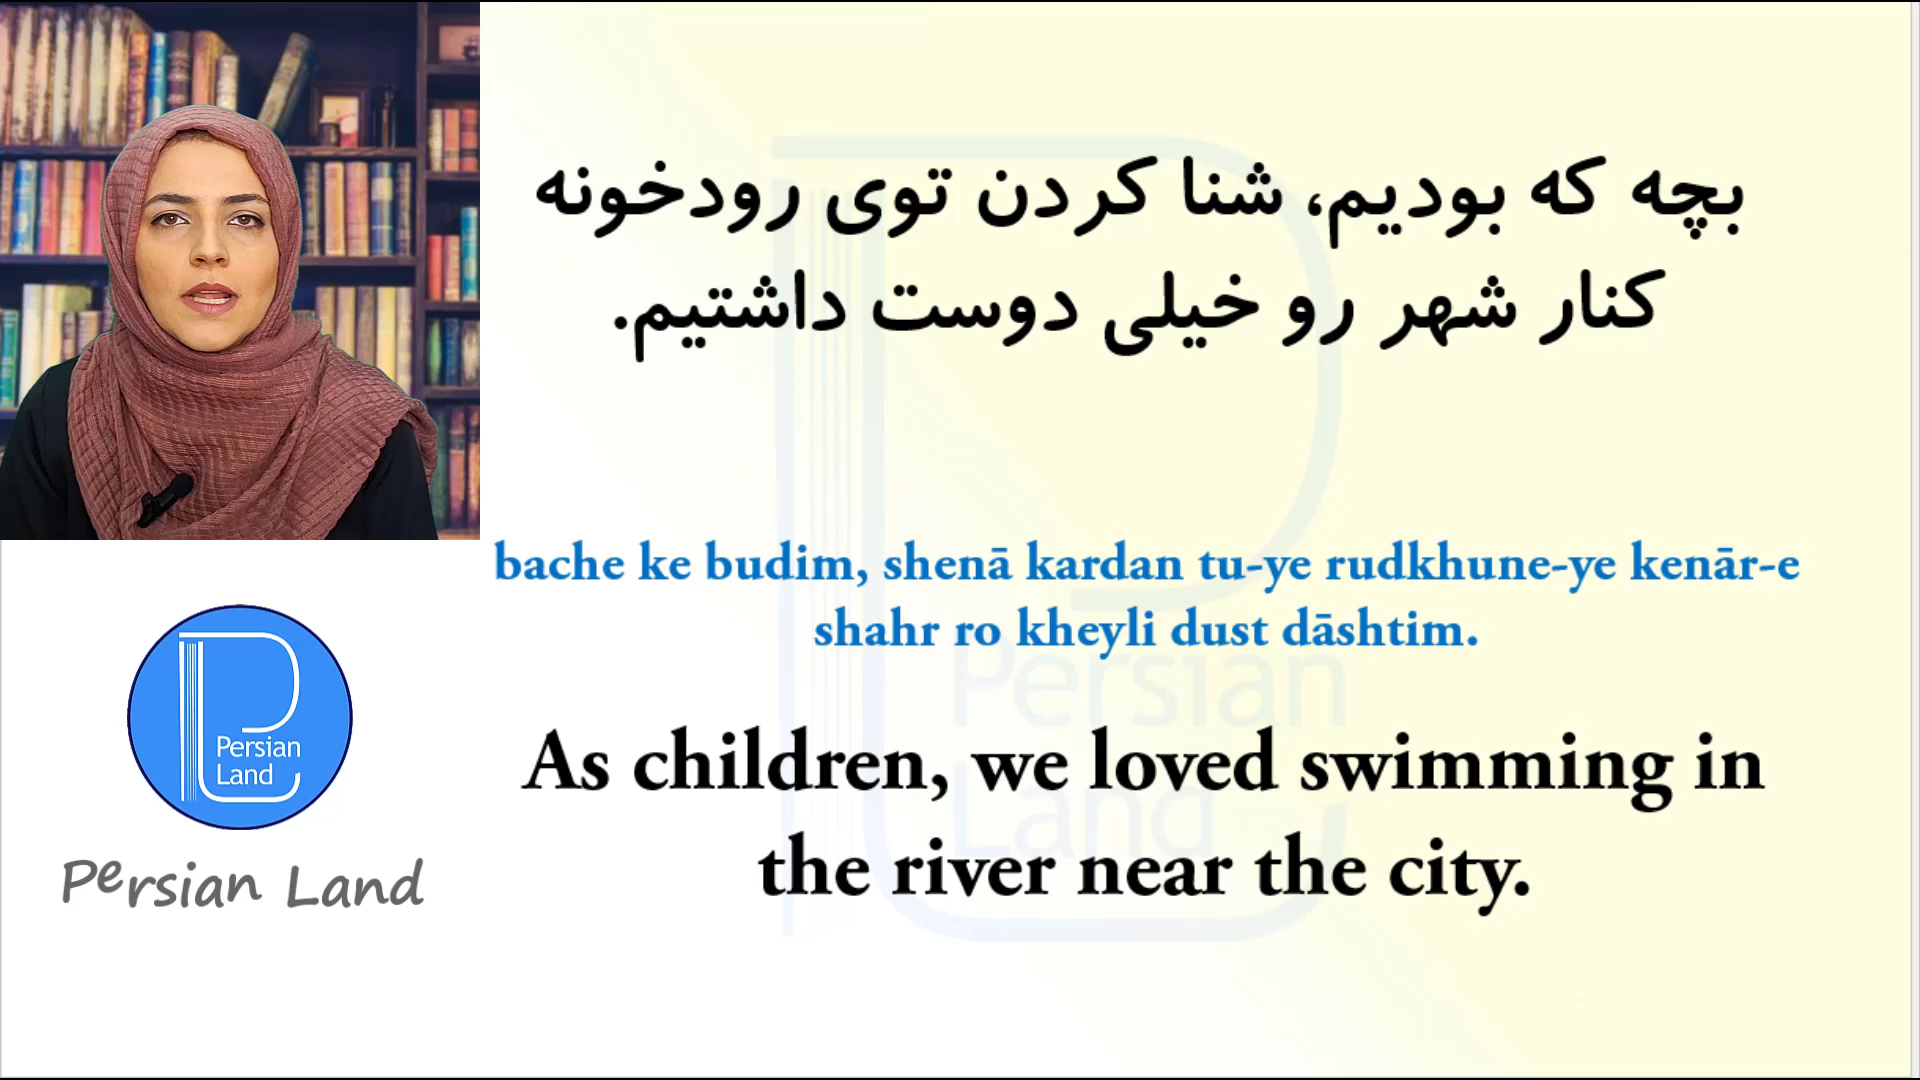 بچه که بودیم، شنا کردن توی رودخونه
کنار شهر رو خیلی دوست داشتیم.
bache ke budim, shenā kardan tu-ye rudkhune-ye kenār-e
shahr ro kheyli dust dāshtim.
As children, we loved swimming in
the river near the city.
Persian
Land
Persian Land
Persian
Land